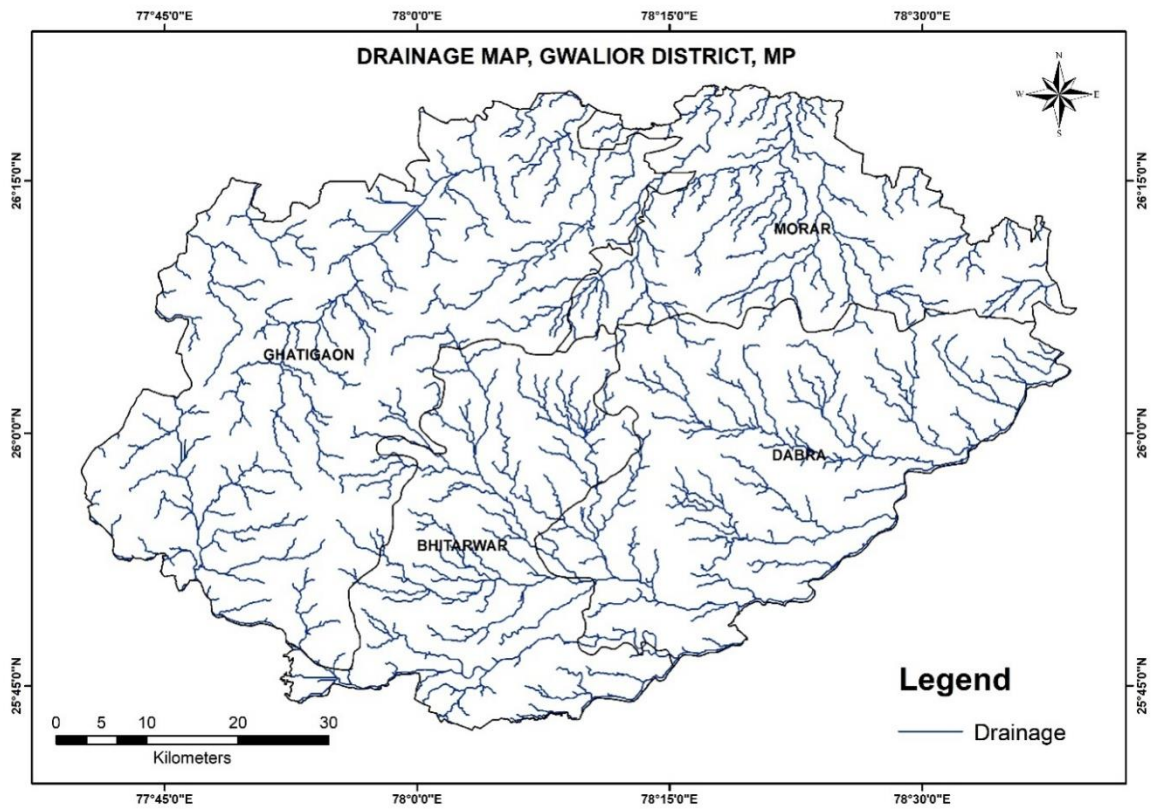 77°45'0"E 78°0'0"E 78°15'0"E 78°30'0"E
DRAINAGE MAP, GWALIOR DISTRICT, MP
N
W E
S
26°15'0"N 26°15'0"N
MORAR
GHATIGAON
26°0'0"N 26°0'0"N
DABRA
BHITARWAR
25°45'0"N 25°45'0"N
Legend
Drainage
0 5 10 20 30
Kilometers
77°45'0"E 78°0'0"E 78°15'0"E 78°30'0"E